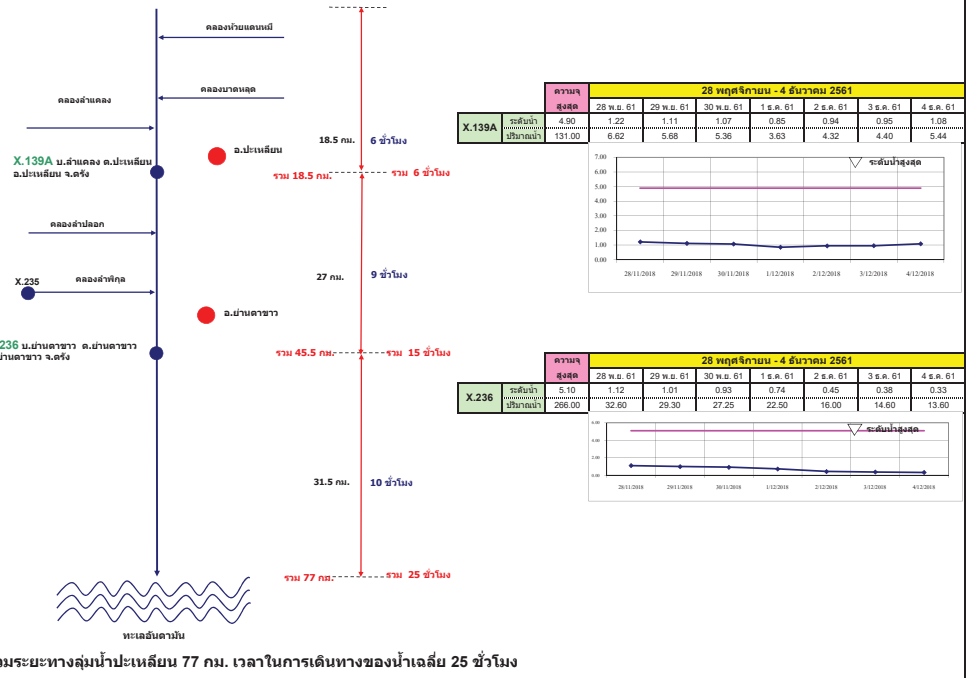 คลองห้วยแดนหมี
คลองบาดหลุด
คลองลำแคลง
18.5 กม. 6 ชั่วโมง
อ.ปะเหลียน
X.139A บ.ลำแคลง ต.ปะเหลียน
อ.ปะเหลียน จ.ตรัง
รวม 18.5 กม. รวม 6 ชั่วโมง
คลองลำปลอก
X.235 คลองลำพิกุล
27 กม. 9 ชั่วโมง
อ.ย่านตาขาว
236 บ.ย่านตาขาว ต.ย่านตาขาว
ย่านตาขาว จ.ตรัง
รวม 45.5 กม. รวม 15 ชั่วโมง
31.5 กม. 10 ชั่วโมง
รวม 77 กม. รวม 25 ชั่วโมง
ทะเลอันดามัน
วมระยะทางลุ่มน้ำปะเหลียน 77 กม. เวลาในการเดินทางของน้ำเฉลี่ย 25 ชั่วโมง
ความจุ 28 พฤศจิกายน - 4 ธันวาคม 2561
สูงสุด 28 พ.ย. 61 29 พ.ย. 61 30 พ.ย. 61 1 ธ.ค. 61 2 ธ.ค. 61 3 ธ.ค. 61 4 ธ.ค. 61
X.139A
ระดับน้ำ 4.90 1.22 1.11 1.07 0.85 0.94 0.95 1.08
ปริมาณน้ำ 131.00 6.62 5.68 5.36 3.63 4.32 4.40 5.44
ระดับน้ำสูงสุด
7.00
6.00
5.00
4.00
3.00
2.00
1.00
0.00
28/11/2018 29/11/2018 30/11/2018 1/12/2018 2/12/2018 3/12/2018 4/12/2018
ความจุ 28 พฤศจิกายน - 4 ธันวาคม 2561
สูงสุด 28 พ.ย. 61 29 พ.ย. 61 30 พ.ย. 61 1 ธ.ค. 61 2 ธ.ค. 61 3 ธ.ค. 61 4 ธ.ค. 61
X.236
ระดับน้ำ 5.10 1.12 1.01 0.93 0.74 0.45 0.38 0.33
ปริมาณน้ำ 266.00 32.60 29.30 27.25 22.50 16.00 14.60 13.60
ระดับน้ำสูงสุด
6.00
4.00
2.00
0.00
28/11/2018 29/11/2018 30/11/2018 1/12/2018 2/12/2018 3/12/2018 4/12/2018